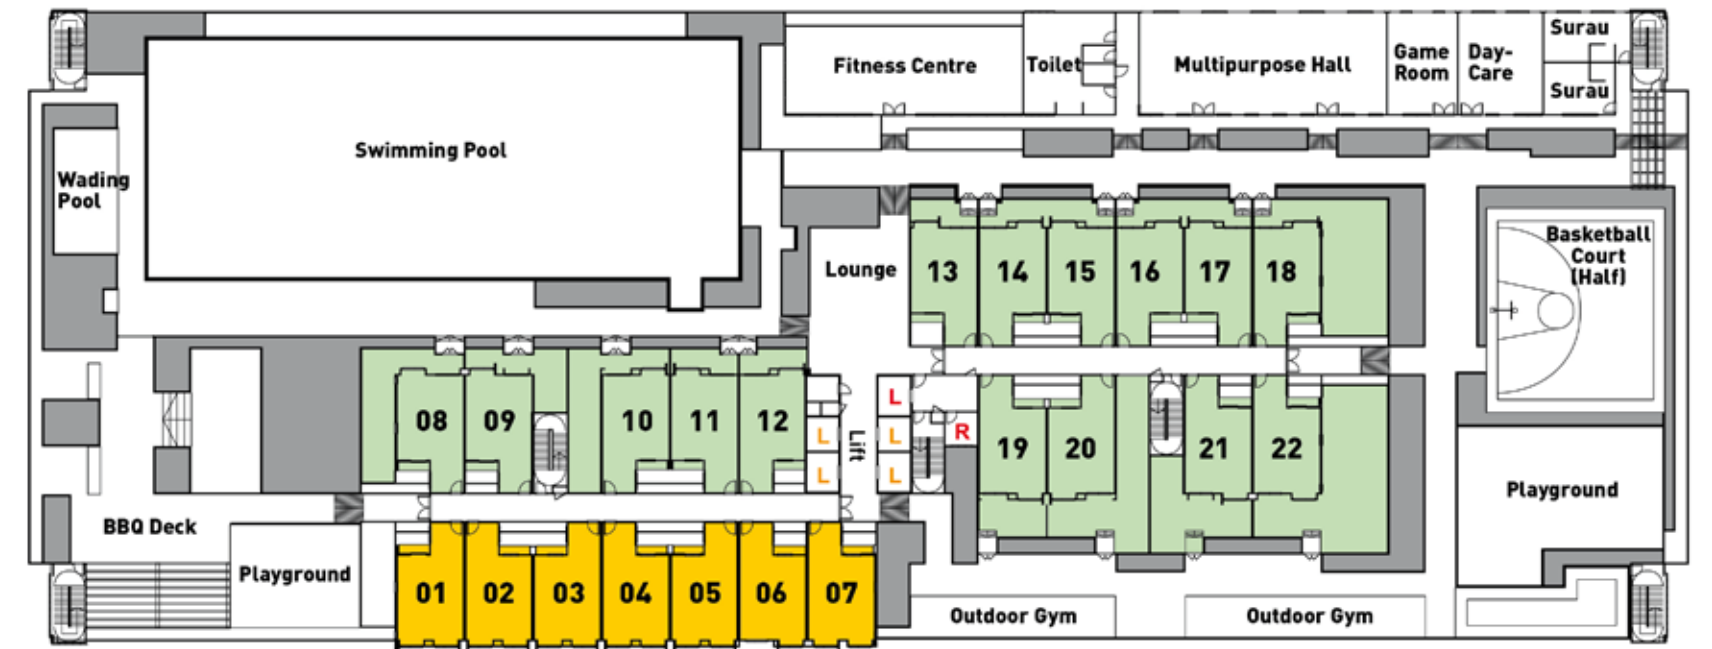 Surau
Fitness Centre
Toilet
Multipurpose Hall
Game
Room
Day-
Care
Surau
Swimming Pool
Wading
Pool
Basketball
Court
(Half)
Lounge
13
14
15
16
17
18
08
09
10
11
12
L
L
L
L
L
Lift
R
19
20
21
22
Playground
BBQ Deck
Playground
01
02
03
04
05
06
07
Outdoor Gym
Outdoor Gym